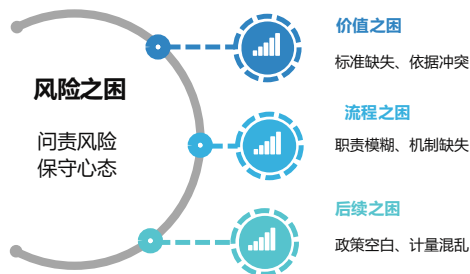 风险之困
问责风险
保守心态
价值之困
标准缺失、依据冲突
流程之困
职责模糊、机制缺失
后续之困
政策空白、计量混乱